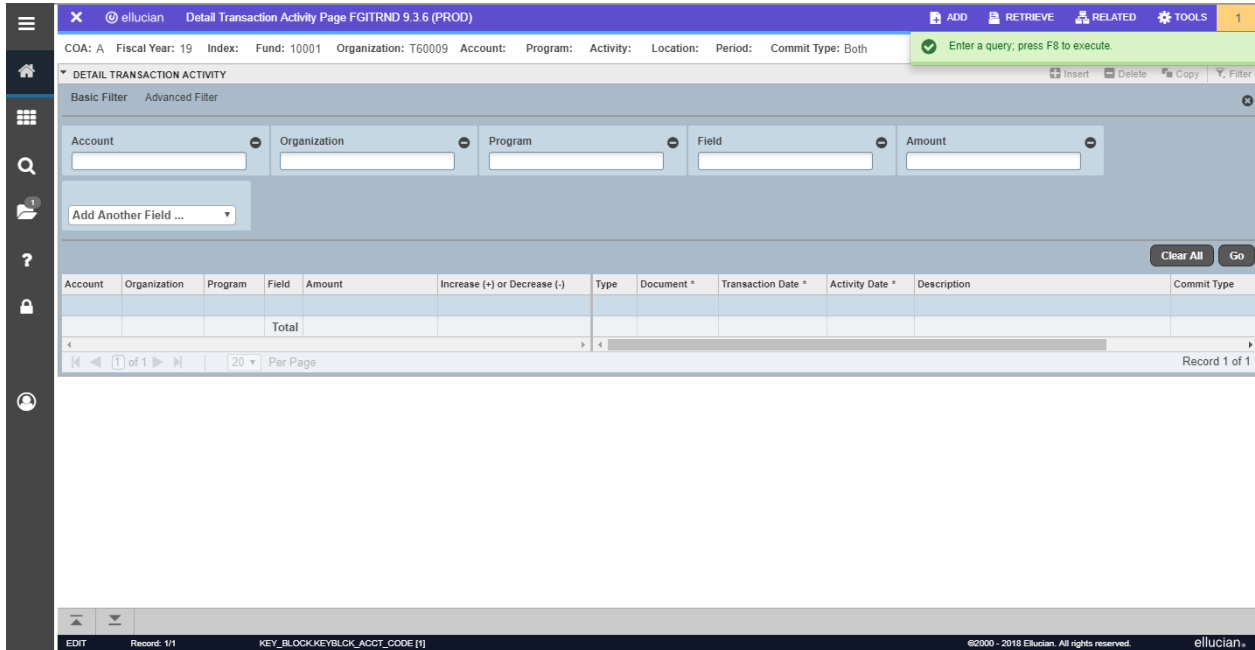 ellucian Detail Transaction Activity Page FGITRND 9.3.6 (PROD) ADD RETRIEVE RELATED TOOLS 1
COA: A Fiscal Year: 19 Index: Fund: 10001 Organization: T60009 Account: Program: Activity: Location: Period: Commit Type: Both
Enter a query; press F8 to execute.
DETAIL TRANSACTION ACTIVITY Insert Delete Copy Filter
Basic Filter Advanced Filter
Account Organization Program Field Amount
1
Add Another Field ...
?
Clear All Go
Account Organization Program Field Amount Increase (+) or Decrease (-) Type Document * Transaction Date * Activity Date * Description Commit Type
Total
1 of 1 20 Per Page Record 1 of 1
EDIT Record: 1/1 KEY_BLOCK.KEYBLCK_ACCT_CODE [1] ©2000 - 2018 Ellucian. All rights reserved. ellucian.